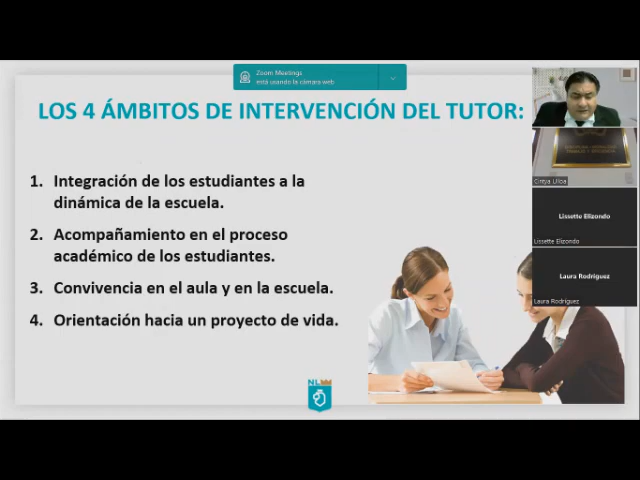 Zoom Meetings
está usando la cámara web
LOS 4 ÁMBITOS DE INTERVENCIÓN DEL TUTOR:
1. Integración de los estudiantes a la
dinámica de la escuela.
2. Acompañamiento en el proceso
académico de los estudiantes.
3. Convivencia en el aula y en la escuela.
4. Orientación hacia un proyecto de vida.
NL
Cintya Ulloa
Lissette Elizondo
Lissette Elizondo
Laura Rodriguez
Laura Rodriguez